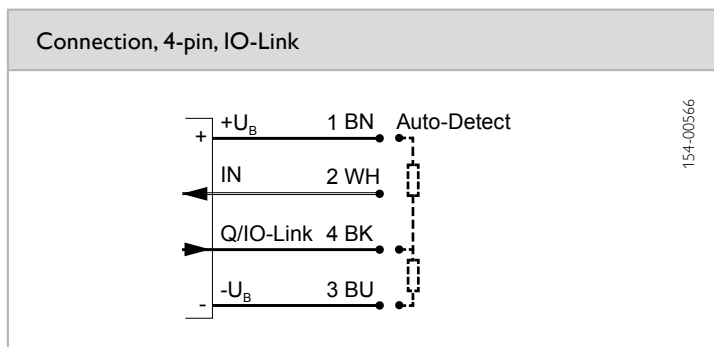 Connection, 4-pin, IO-Link
+U_B 1 BN Auto-Detect
+
IN 2 WH
Q/IO-Link 4 BK
-U_B 3 BU
-
154-00566